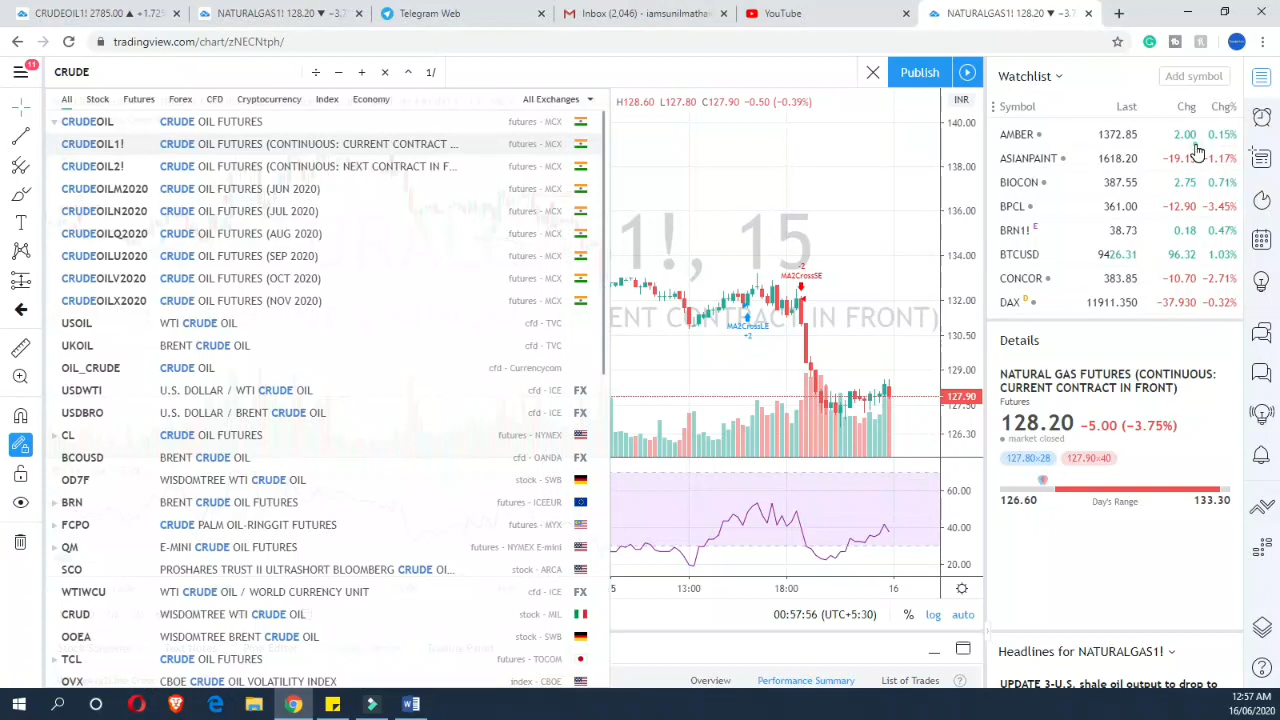 CRUDEOIL1! 2785.00 ▲ +1.72%
NATURALGAS1! 128.20 ▼ −3.7
Telegram Web
Inbox (2,046) - iamsunilmathai
YouTube
NATURALGAS1! 128.20 ▼ −3.7
tradingview.com/chart/zNECNtph/
11
CRUDE
÷ − + × ^ 1/
Publish
All Stock Futures Forex CFD Cryptocurrency Index Economy All Exchanges
CRUDEOIL CRUDE OIL FUTURES futures - MCX
CRUDEOIL1! CRUDE OIL FUTURES (CONTINUOUS: CURRENT CONTRACT ... futures - MCX
CRUDEOIL2! CRUDE OIL FUTURES (CONTINUOUS: NEXT CONTRACT IN F... futures - MCX
CRUDEOILM2020 CRUDE OIL FUTURES (JUN 2020) futures - MCX
CRUDEOILN2020 CRUDE OIL FUTURES (JUL 2020) futures - MCX
CRUDEOILQ2020 CRUDE OIL FUTURES (AUG 2020) futures - MCX
CRUDEOILU2020 CRUDE OIL FUTURES (SEP 2020) futures - MCX
CRUDEOILV2020 CRUDE OIL FUTURES (OCT 2020) futures - MCX
CRUDEOILX2020 CRUDE OIL FUTURES (NOV 2020) futures - MCX
USOIL WTI CRUDE OIL cfd - TVC
UKOIL BRENT CRUDE OIL cfd - TVC
OIL_CRUDE CRUDE OIL cfd - Currencycom
USDWTI U.S. DOLLAR / WTI CRUDE OIL cfd - ICE FX
USDBRO U.S. DOLLAR / BRENT CRUDE OIL cfd - ICE FX
CL CRUDE OIL FUTURES futures - NYMEX
BCOUSD BRENT CRUDE OIL cfd - OANDA FX
OD7F WISDOMTREE WTI CRUDE OIL stock - SWB
BRN BRENT CRUDE OIL FUTURES futures - ICEEUR
FCPO CRUDE PALM OIL-RINGGIT FUTURES futures - MYX
QM E-MINI CRUDE OIL FUTURES futures - NYMEX E-mini
SCO PROSHARES TRUST II ULTRASHORT BLOOMBERG CRUDE OI... stock - ARCA
WTIWCU WTI CRUDE OIL / WORLD CURRENCY UNIT cfd - ICE FX
CRUD WISDOMTREE WTI CRUDE OIL stock - MIL
OOEA WISDOMTREE BRENT CRUDE OIL stock - SWB
TCL CRUDE OIL FUTURES futures - TOCOM
OVX CBOE CRUDE OIL VOLATILITY INDEX index - CBOE
H128.60 L127.80 C127.90 −0.50 (−0.39%)
INR
1!, 15
ENT CONTRACT IN FRONT)
-2
MA2CrossSE
MA2CrossLE
+2
140.00
138.00
136.00
134.00
132.00
130.50
129.00
127.90
127.50
126.30
60.00
40.00
20.00
5 13:00 18:00 16
00:57:56 (UTC+5:30) % log auto
Overview Performance Summary List of Trades
Watchlist Add symbol
Symbol Last Chg Chg%
AMBER 1372.85 2.00 0.15%
ASIANPAINT 1618.20 −19.15 −1.17%
BIOCON 387.55 2.75 0.71%
BPCL 361.00 −12.90 −3.45%
BRN1! E 38.73 0.18 0.47%
BTCUSD 9426.31 96.32 1.03%
CONCOR 383.85 −10.70 −2.71%
DAX D 11911.350 −37.930 −0.32%
Details
NATURAL GAS FUTURES (CONTINUOUS:
CURRENT CONTRACT IN FRONT)
Futures
128.20 −5.00 (−3.75%)
market closed
127.80×28 127.90×40
126.60 Day's Range 133.30
Headlines for NATURALGAS1!
UPDATE 3-U.S. shale oil output to drop to
12:57 AM
16/06/2020